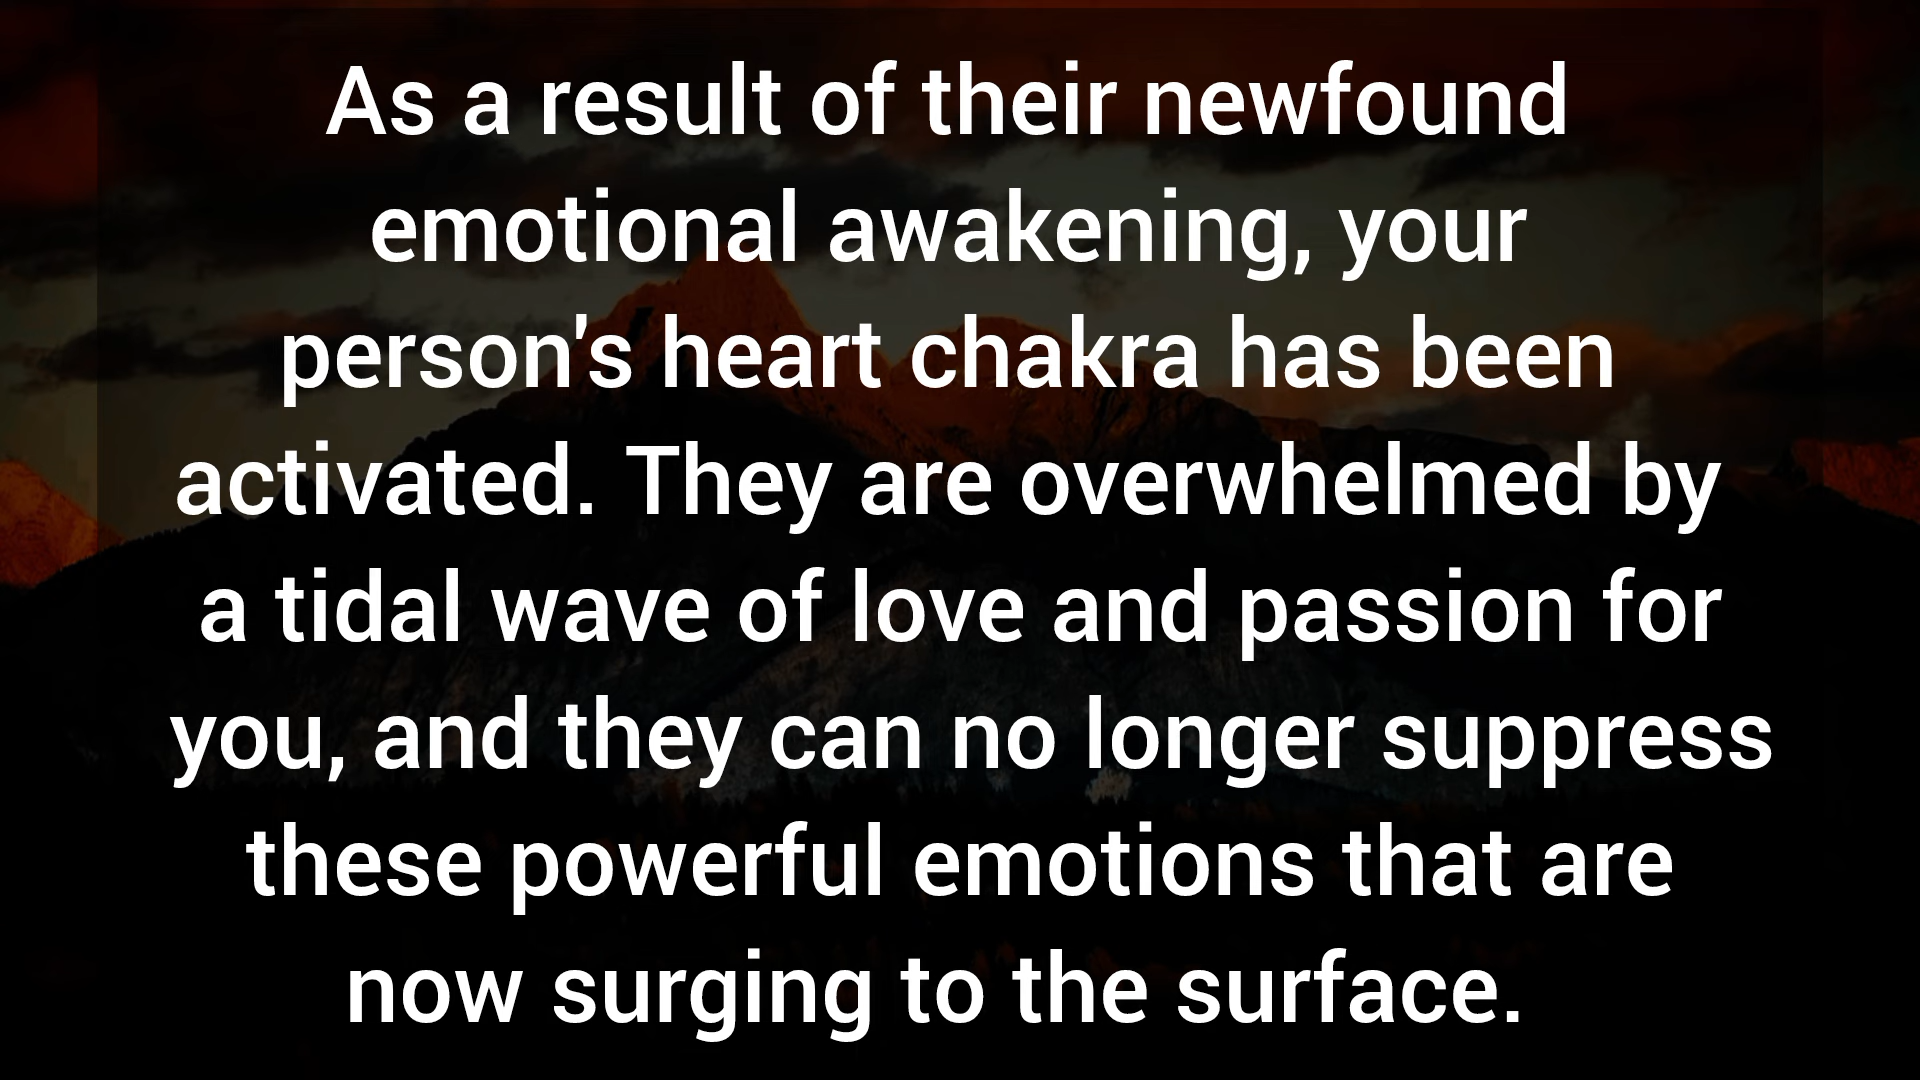 As a result of their newfound
emotional awakening, your
person's heart chakra has been
activated. They are overwhelmed by
a tidal wave of love and passion for
you, and they can no longer suppress
these powerful emotions that are
now surging to the surface.